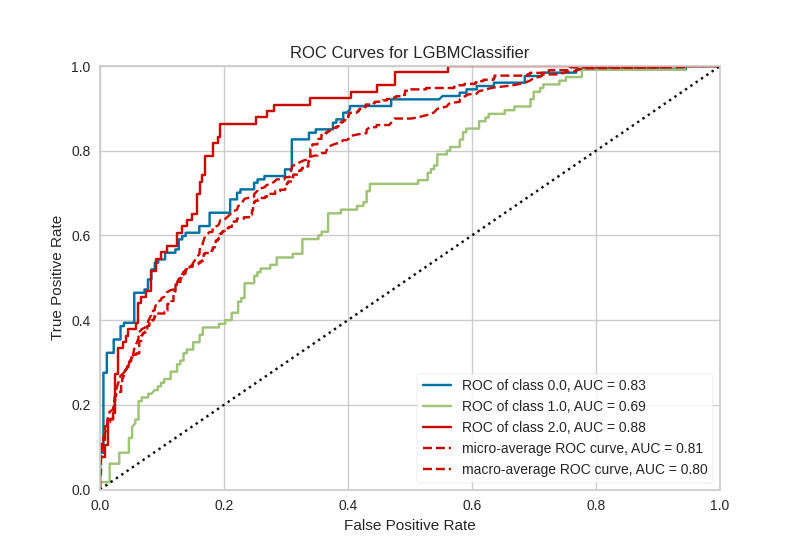 ROC Curves for LGBMClassifier
True Positive Rate
1.0
0.8
0.6
0.4
0.2
0.0
0.0 0.2 0.4 0.6 0.8 1.0
False Positive Rate
ROC of class 0.0, AUC = 0.83
ROC of class 1.0, AUC = 0.69
ROC of class 2.0, AUC = 0.88
micro-average ROC curve, AUC = 0.81
macro-average ROC curve, AUC = 0.80